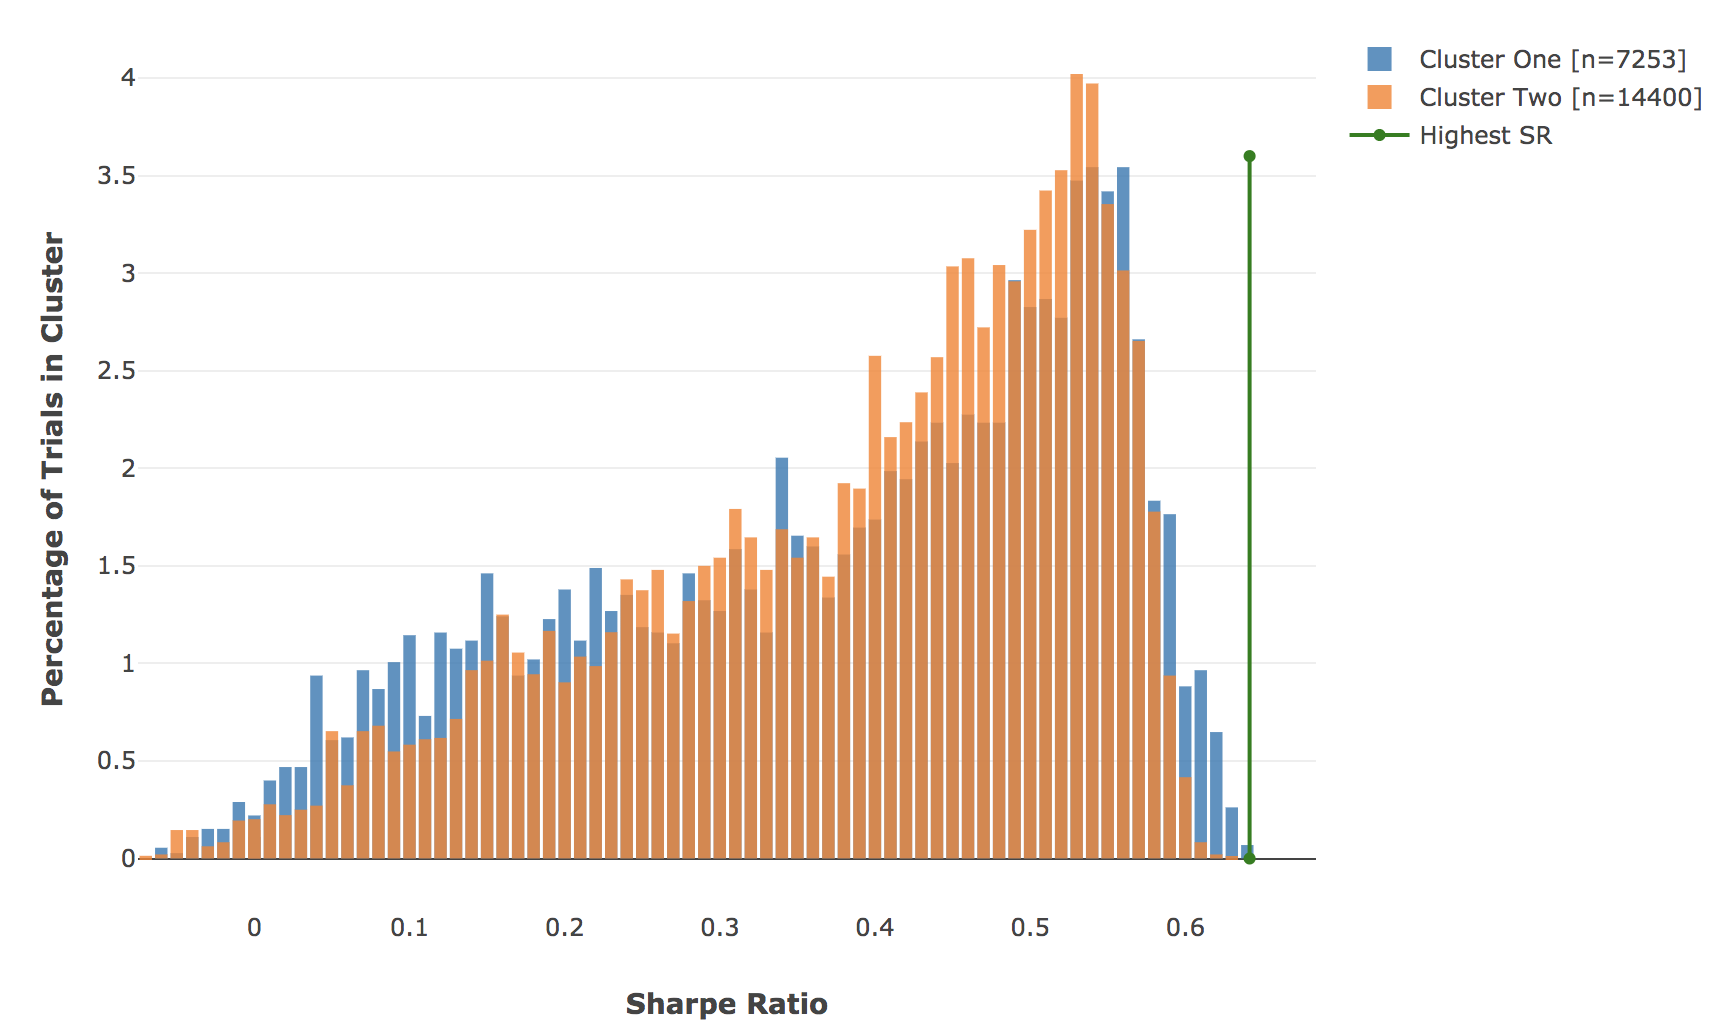 Cluster One [n=7253]
Cluster Two [n=14400]
Highest SR
4
3.5
3
2.5
2
1.5
1
0.5
0
Percentage of Trials in Cluster
0 0.1 0.2 0.3 0.4 0.5 0.6
Sharpe Ratio